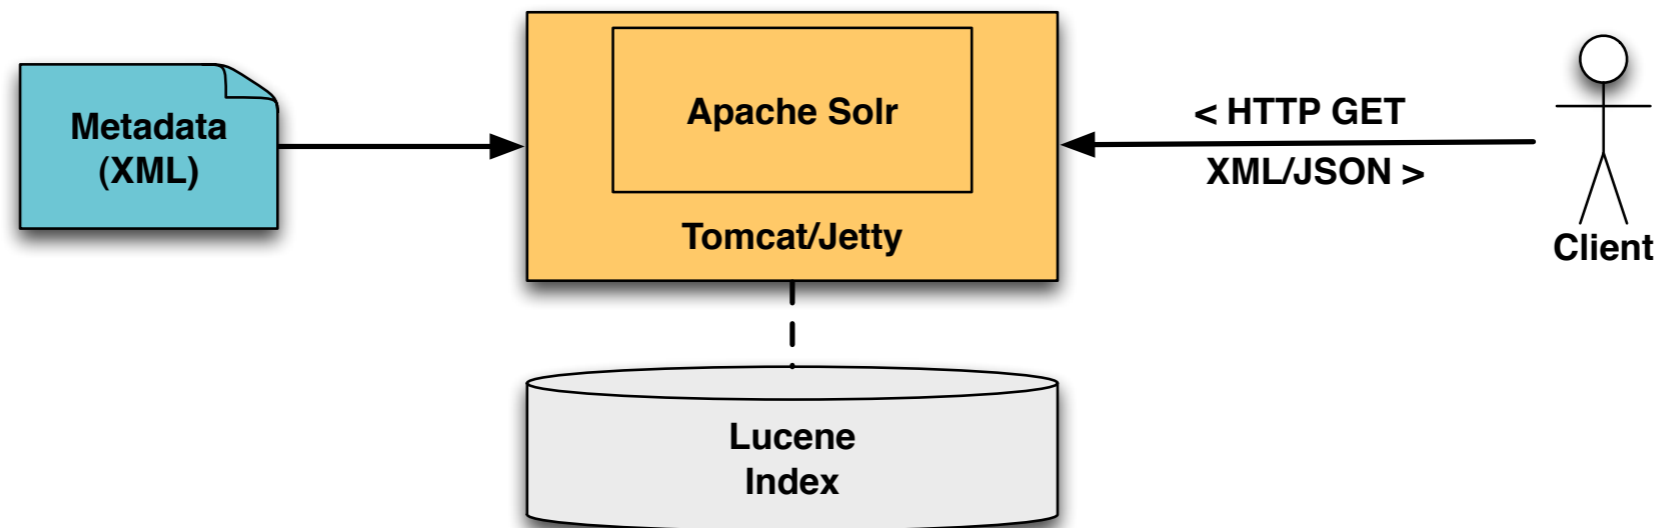 Metadata
(XML)
Apache Solr
Tomcat/Jetty
< HTTP GET
XML/JSON >
Client
Lucene
Index